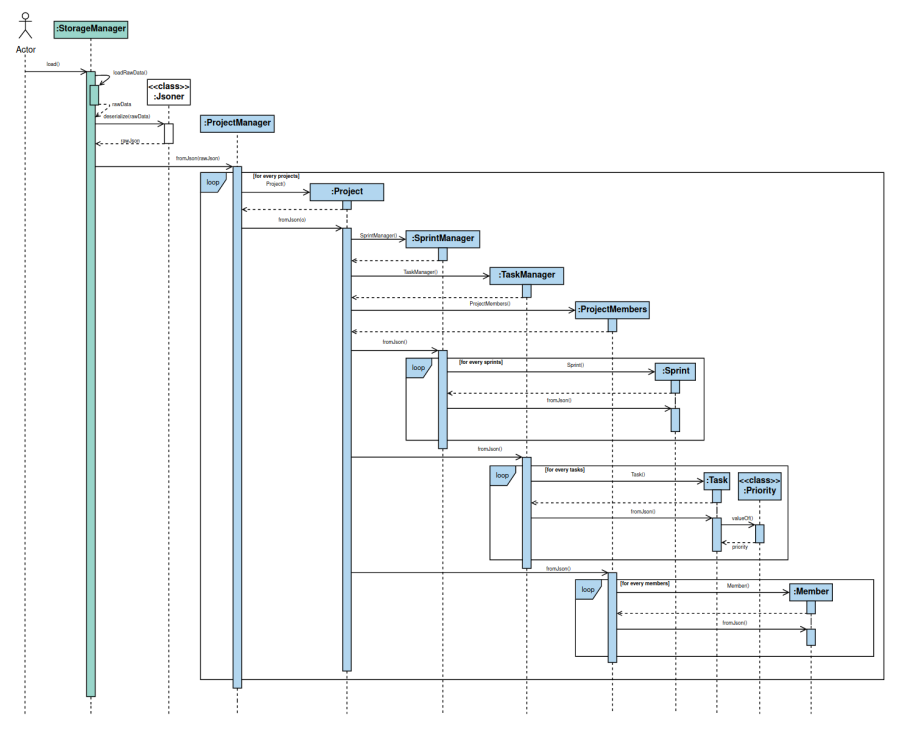 :StorageManager
Actor
load()
loadRawData()
<<class>>
:Jsoner
rawData
deserialize(rawData)
:ProjectManager
rawJson
fromJson(rawJson)
loop
[for every projects]
Project()
:Project
fromJson(o)
SprintManager()
:SprintManager
TaskManager()
:TaskManager
ProjectMembers()
:ProjectMembers
fromJson()
loop
[for every sprints]
Sprint()
:Sprint
fromJson()
fromJson()
loop
[for every tasks]
Task()
:Task
<<class>>
:Priority
fromJson()
valueOf()
priority
fromJson()
loop
[for every members]
Member()
:Member
fromJson()